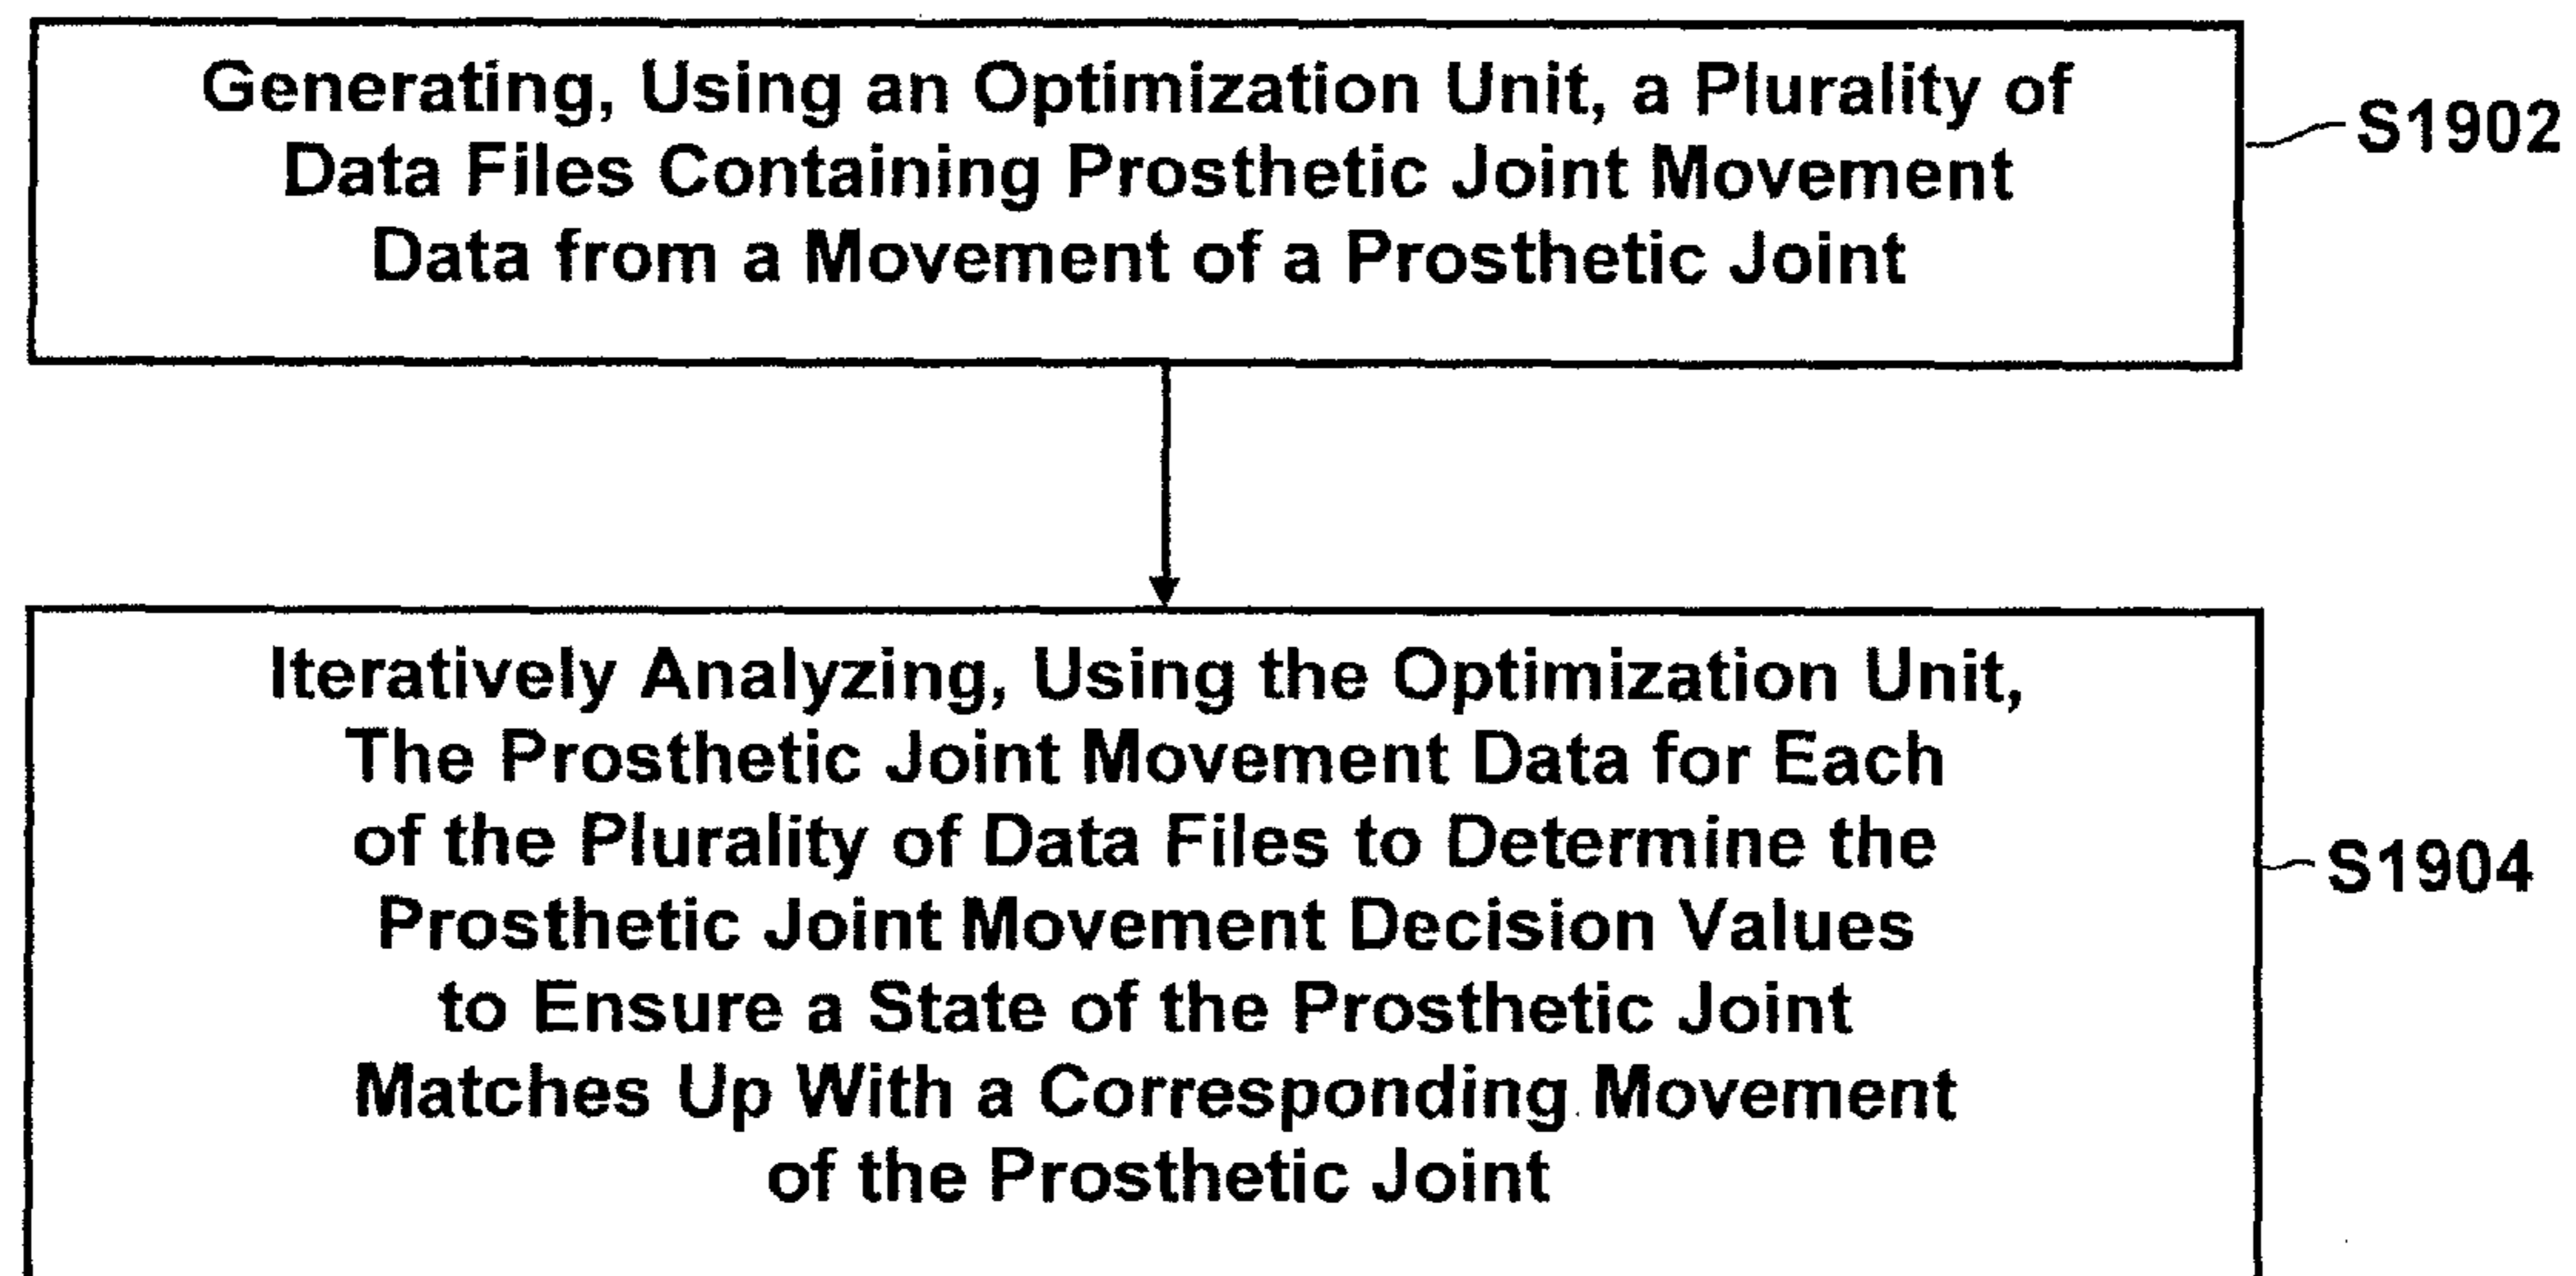 Generating, Using an Optimization Unit, a Plurality of
Data Files Containing Prosthetic Joint Movement
Data from a Movement of a Prosthetic Joint
S1902
Iteratively Analyzing, Using the Optimization Unit,
The Prosthetic Joint Movement Data for Each
of the Plurality of Data Files to Determine the
Prosthetic Joint Movement Decision Values
to Ensure a State of the Prosthetic Joint
Matches Up With a Corresponding Movement
of the Prosthetic Joint
S1904